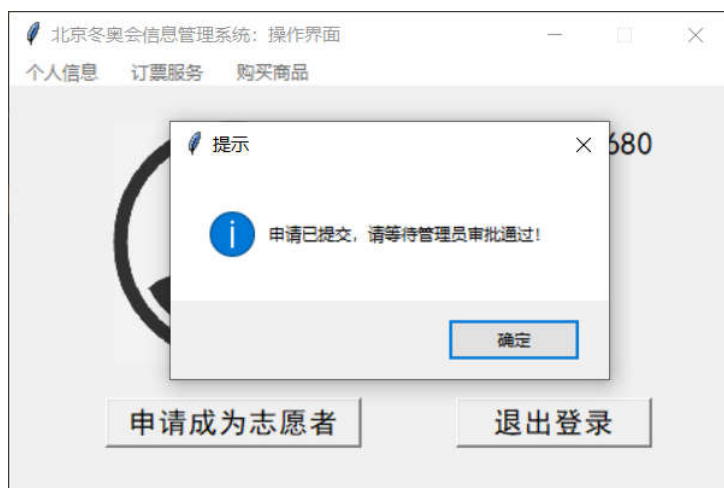 北京冬奥会信息管理系统：操作界面
个人信息 订票服务 购买商品
提示
680
申请已提交，请等待管理员审批通过！
确定
申请成为志愿者 退出登录